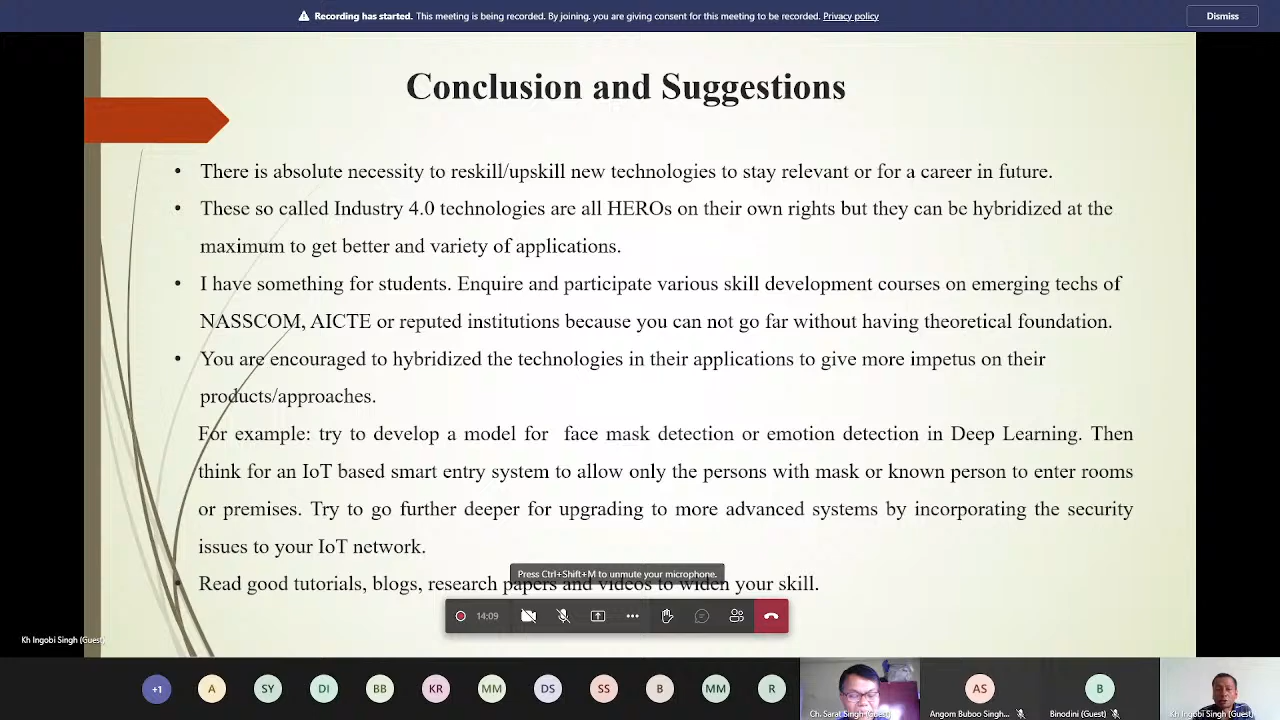 Recording has started. This meeting is being recorded. By joining, you are giving consent for this meeting to be recorded. Privacy policy
Dismiss
Conclusion and Suggestions
• There is absolute necessity to reskill/upskill new technologies to stay relevant or for a career in future.
• These so called Industry 4.0 technologies are all HEROs on their own rights but they can be hybridized at the
maximum to get better and variety of applications.
• I have something for students. Enquire and participate various skill development courses on emerging techs of
NASSCOM, AICTE or reputed institutions because you can not go far without having theoretical foundation.
• You are encouraged to hybridized the technologies in their applications to give more impetus on their
products/approaches.
For example: try to develop a model for face mask detection or emotion detection in Deep Learning. Then
think for an IoT based smart entry system to allow only the persons with mask or known person to enter rooms
or premises. Try to go further deeper for upgrading to more advanced systems by incorporating the security
issues to your IoT network.
Press Ctrl+Shift+M to unmute your microphone.
• Read good tutorials, blogs, research papers and videos to widen your skill.
14:09
Kh Ingobi Singh (Guest)
+1
A
SY
DI
BB
KR
MM
DS
SS
B
MM
R
AS
B
Ch. Sarat Singh (Guest)
Angom Buboo Singh...
Binodini (Guest)
Kh Ingobi Singh (Guest)